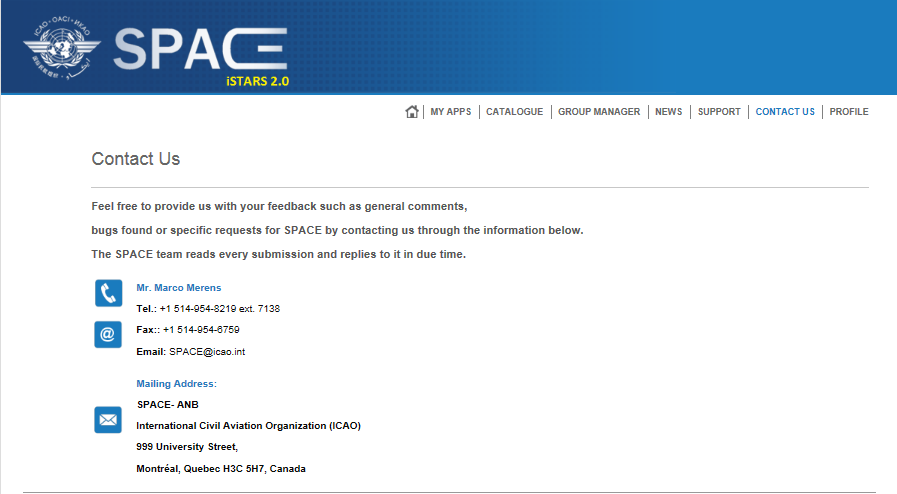 ICAO · OACI · ИКАО
SPACE
iSTARS 2.0
MY APPS CATALOGUE GROUP MANAGER NEWS SUPPORT CONTACT US PROFILE
Contact Us
Feel free to provide us with your feedback such as general comments,
bugs found or specific requests for SPACE by contacting us through the information below.
The SPACE team reads every submission and replies to it in due time.
Mr. Marco Merens
Tel.: +1 514-954-8219 ext. 7138
Fax:: +1 514-954-6759
Email: SPACE@icao.int
Mailing Address:
SPACE- ANB
International Civil Aviation Organization (ICAO)
999 University Street,
Montréal, Quebec H3C 5H7, Canada